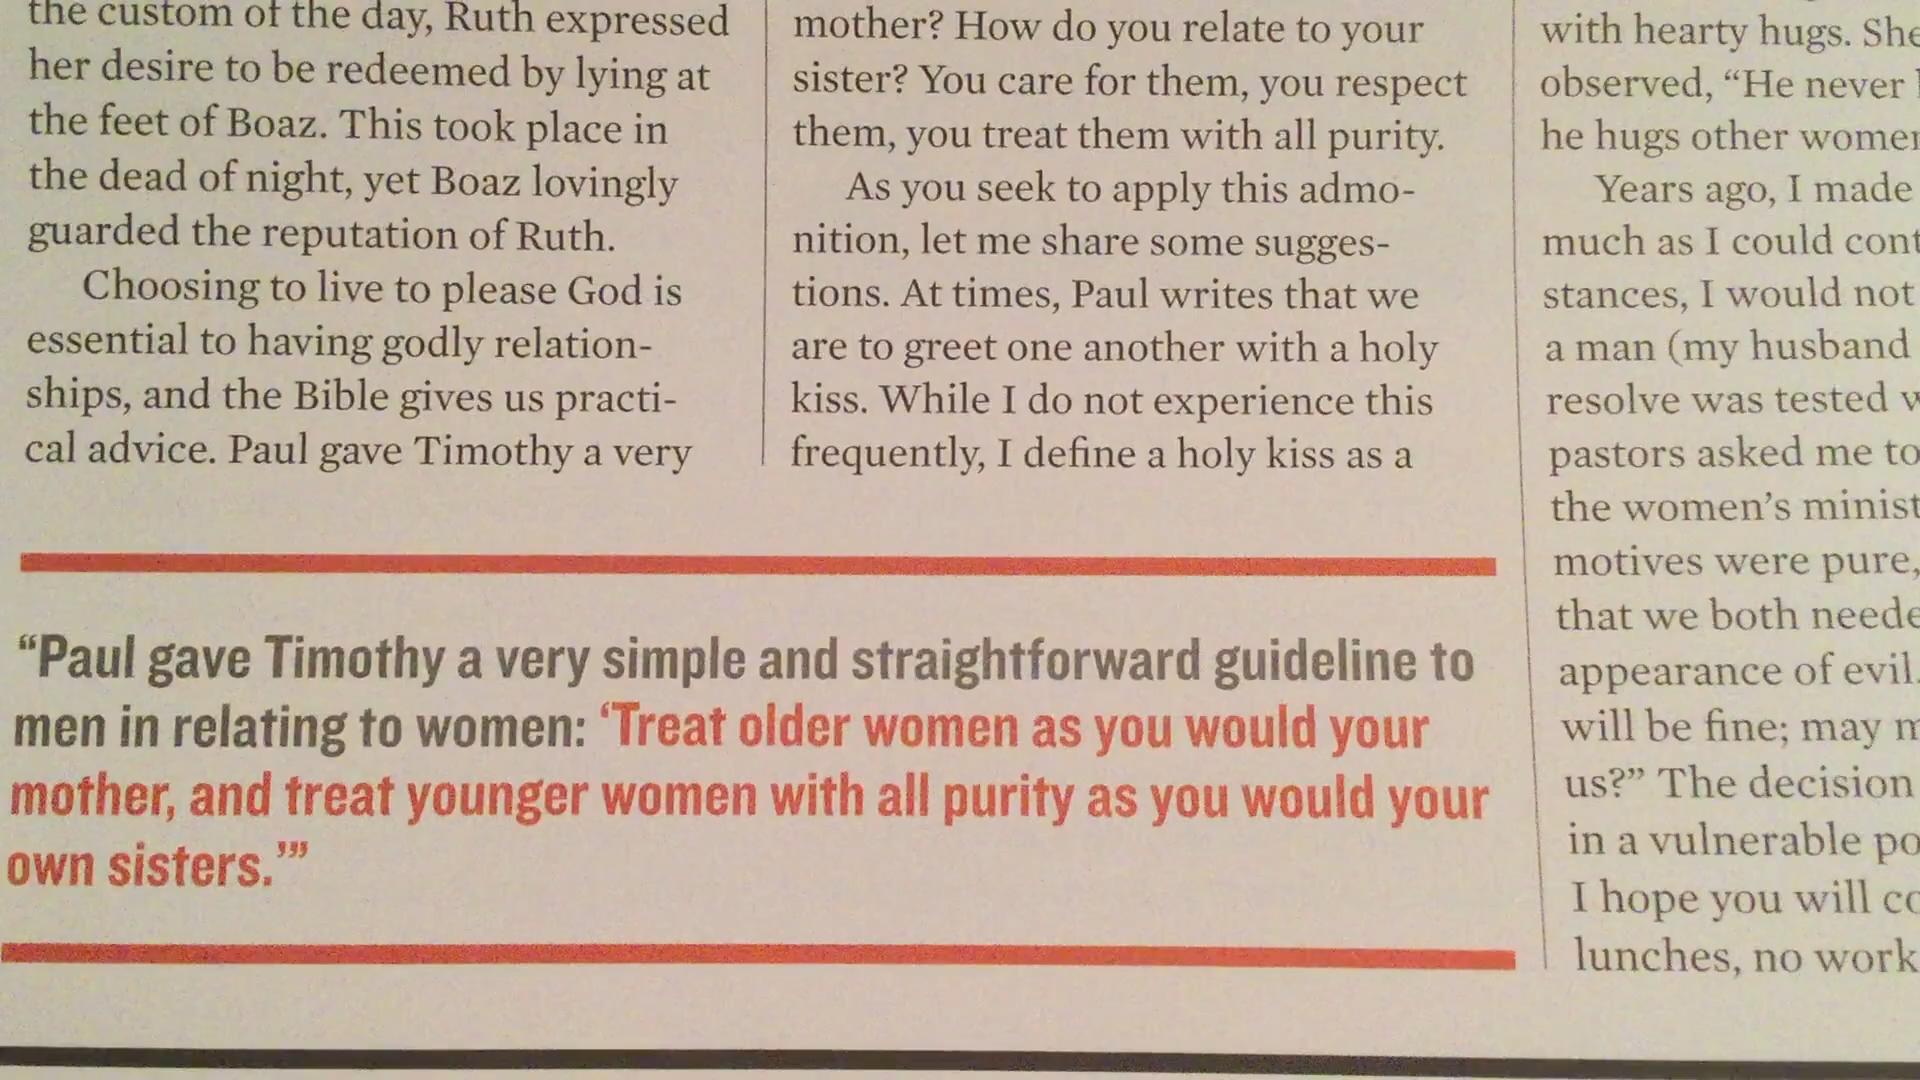 the custom of the day, Ruth expressed
her desire to be redeemed by lying at
the feet of Boaz. This took place in
the dead of night, yet Boaz lovingly
guarded the reputation of Ruth.
Choosing to live to please God is
essential to having godly relation-
ships, and the Bible gives us practi-
cal advice. Paul gave Timothy a very
mother? How do you relate to your
sister? You care for them, you respect
them, you treat them with all purity.
As you seek to apply this admo-
nition, let me share some sugges-
tions. At times, Paul writes that we
are to greet one another with a holy
kiss. While I do not experience this
frequently, I define a holy kiss as a
“Paul gave Timothy a very simple and straightforward guideline to
men in relating to women: ‘Treat older women as you would your
mother, and treat younger women with all purity as you would your
own sisters.’”
with hearty hugs. She
observed, “He never
he hugs other women
Years ago, I made
much as I could
stances, I would not
a man (my husband
resolve was tested
pastors asked me to
the women’s
motives were pure,
that we both
appearance of evil.
will be fine; may
us?” The decision
in a vulnerable
I hope you will
lunches, no work